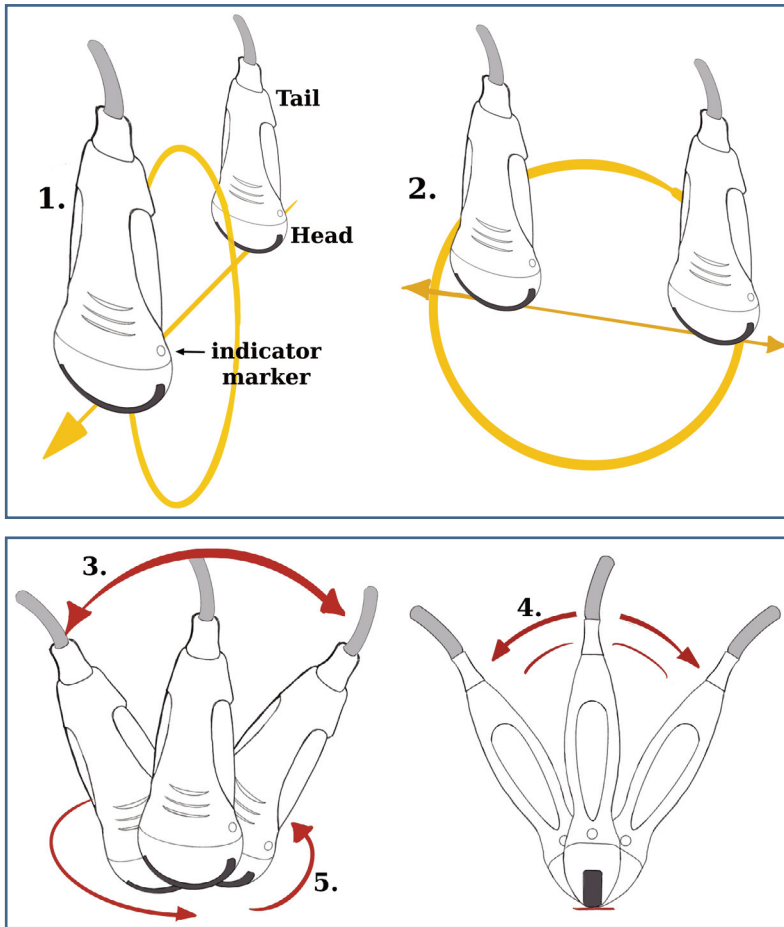 Tail
1.
2.
Head
indicator
marker
3.
4.
5.